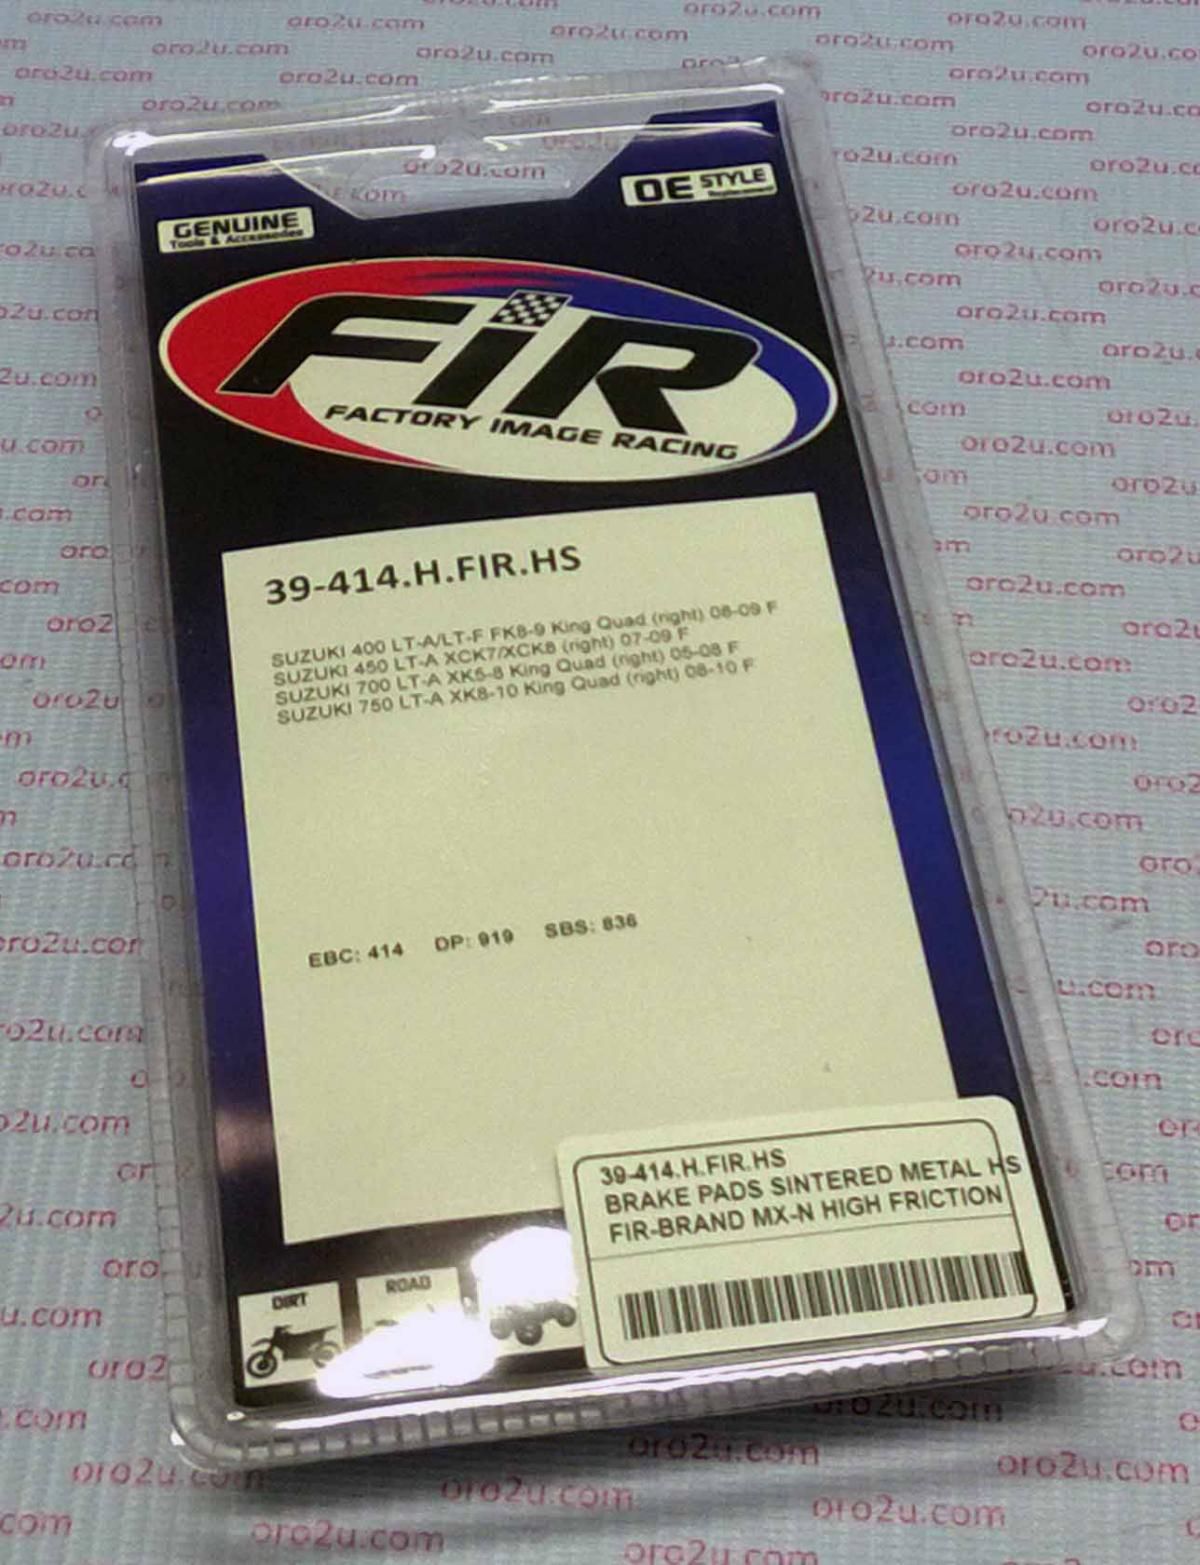 GENUINE
Tools & Accessories
OE STYLE
Replacement
FiR
FACTORY IMAGE RACING
39-414.H.FIR.HS
SUZUKI 400 LT-A/LT-F FK8-9 King Quad (right) 08-09 F
SUZUKI 450 LT-A XCK7/XCK8 (right) 07-09 F
SUZUKI 700 LT-A XK5-8 King Quad (right) 05-08 F
SUZUKI 750 LT-A XK8-10 King Quad (right) 08-10 F
EBC: 414 DP: 919 SBS: 836
39-414.H.FIR.HS
BRAKE PADS SINTERED METAL HS
FIR-BRAND MX-N HIGH FRICTION
DIRT
ROAD
oro2u.com